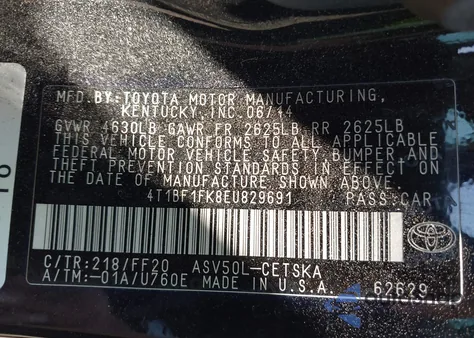 MFD. BY: TOYOTA MOTOR MANUFACTURING,
KENTUCKY, INC. 06/14
GVWR 4630LB GAWR FR 2625LB RR 2625LB
THIS VEHICLE CONFORMS TO ALL APPLICABLE
FEDERAL MOTOR VEHICLE SAFETY, BUMPER, AND
THEFT PREVENTION STANDARDS IN EFFECT ON
THE DATE OF MANUFACTURE SHOWN ABOVE.
4T1BF1FK8EU829691 PASS. CAR
C/TR: 218/FF20 ASV50L-CETSKA
A/TM: -01A/U760E MADE IN U.S.A. 62629